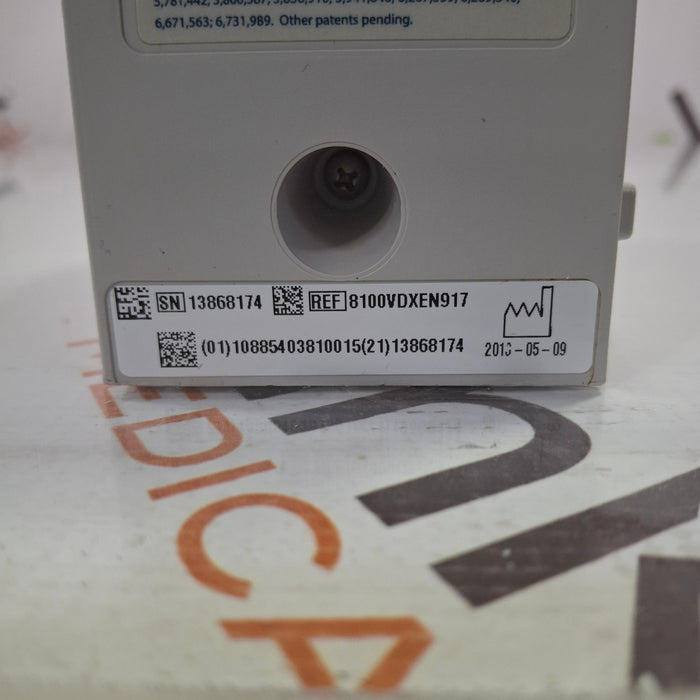 6,671,563; 6,731,989. Other patents pending.
SN 13868174 REF 8100VDXEN917
(01)10885403810015(21)13868174
MEDICA